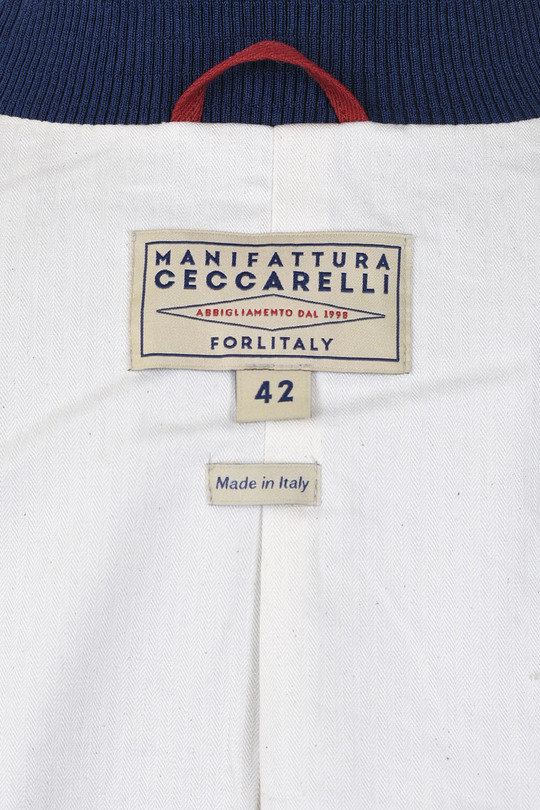 MANIFATTURA
CECCARELLI
ABBIGLIAMENTO DAL 1998
FORLITALY
42
Made in Italy